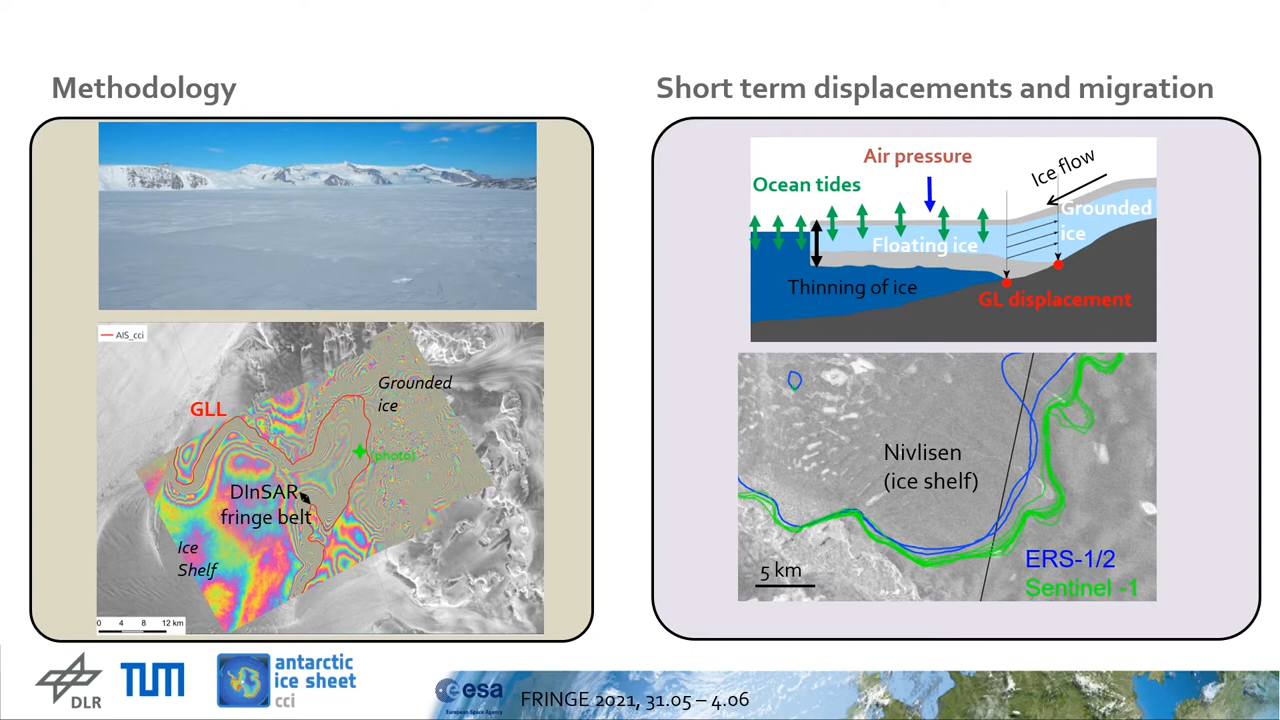 Methodology
AIS_cci
GLL
Grounded
ice
(photo)
DInSAR
fringe belt
Ice
Shelf
0 4 8 12 km
Short term displacements and migration
Air pressure
Ice flow
Ocean tides
Grounded
ice
Floating ice
Thinning of ice
GL displacement
Nivlisen
(ice shelf)
5 km
ERS-1/2
Sentinel -1
DLR
TUM
antarctic
ice sheet
cci
esa
European Space Agency
FRINGE 2021, 31.05 – 4.06